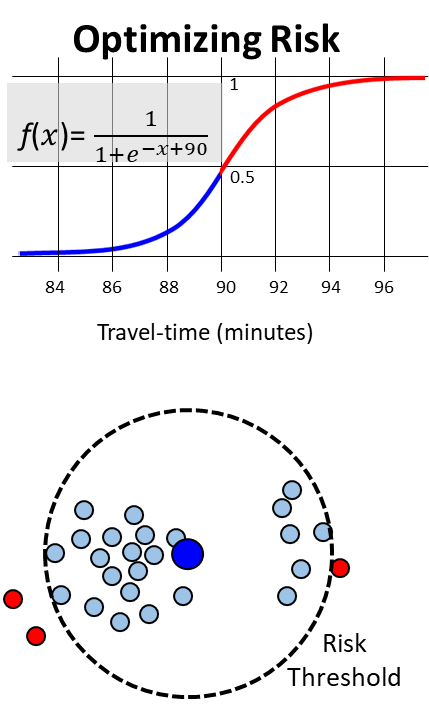 Optimizing Risk
1
f(x)= 1
1+e^−x+90
0.5
84 86 88 90 92 94 96
Travel-time (minutes)
Risk
Threshold